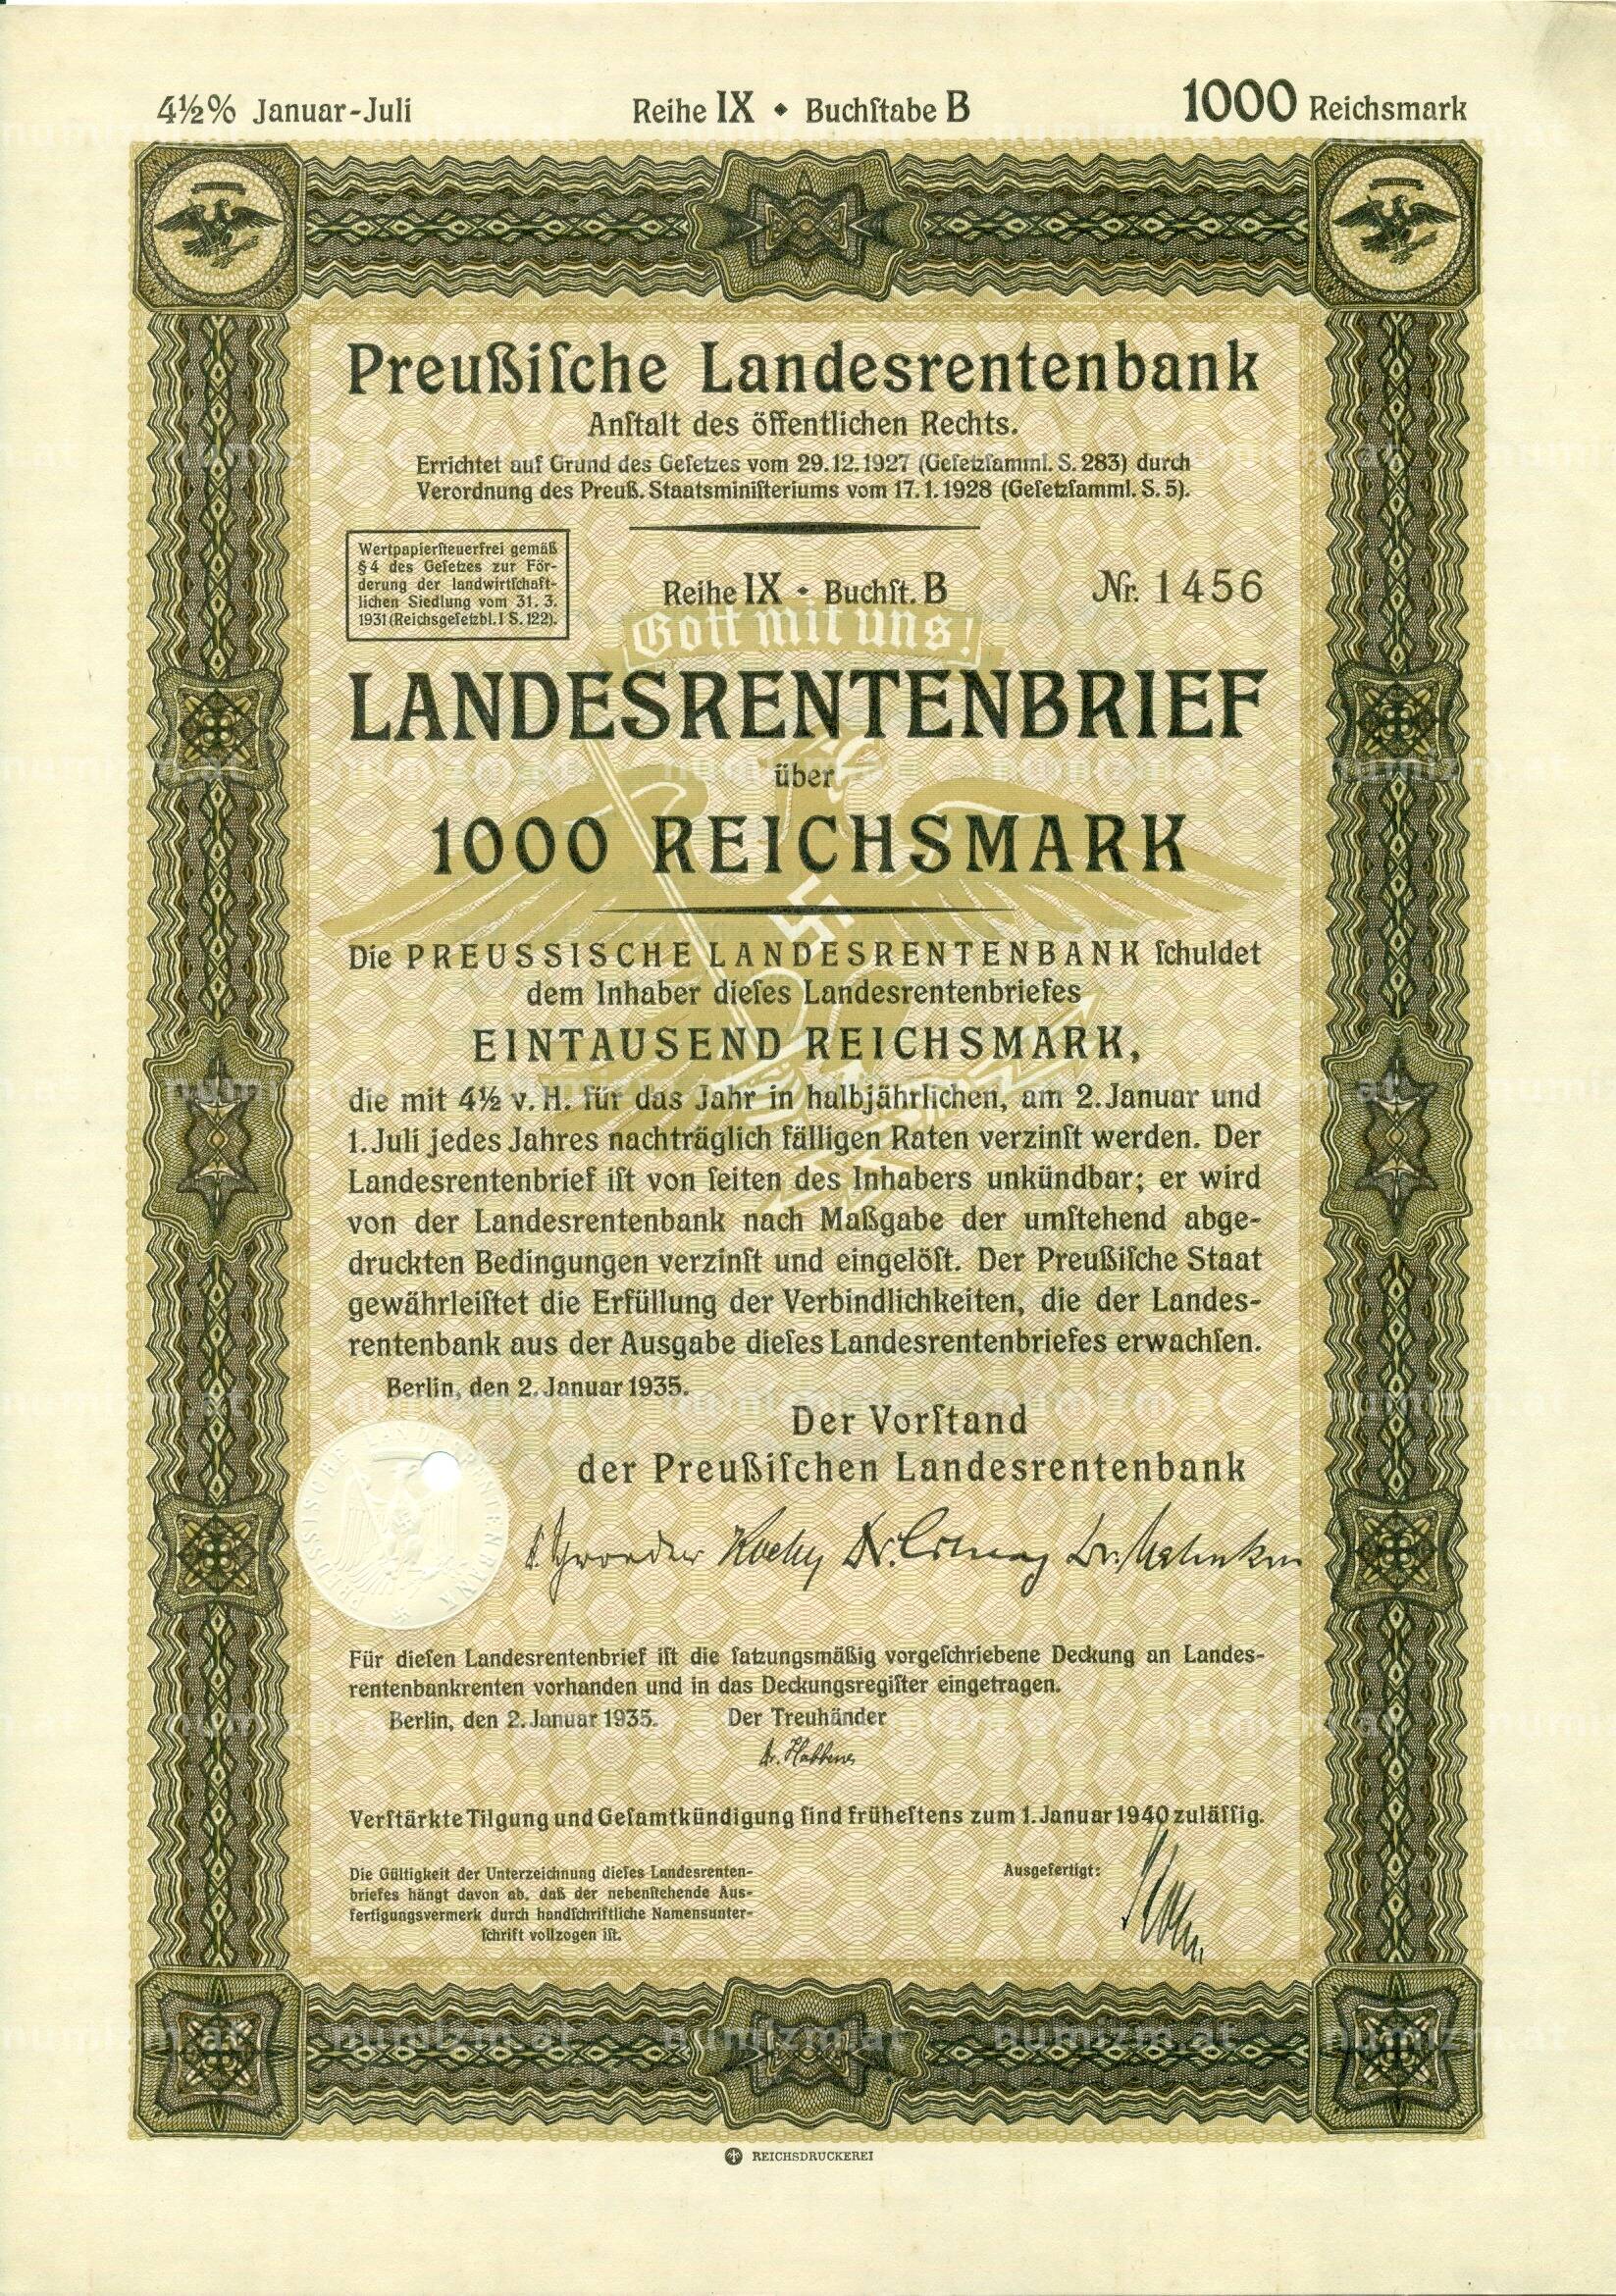 4½% Januar-Juli Reihe IX • Buchſtabe B 1000 Reichsmark
Preußiſche Landesrentenbank
Anſtalt des öffentlichen Rechts.
Errichtet auf Grund des Geſetzes vom 29.12.1927 (Geſetzſamml. S. 283) durch
Verordnung des Preuß. Staatsminiſteriums vom 17.1.1928 (Geſetzſamml. S. 5).
Wertpapierſteuerfrei gemäß
§ 4 des Geſetzes zur För-
derung der landwirtſchaft-
lichen Siedlung vom 31. 3.
1931 (Reichsgeſetzbl. I S. 122).
Reihe IX • Buchſt. B
Nr. 1456
Gott mit uns!
LANDESRENTENBRIEF
über
1000 REICHSMARK
Die PREUSSISCHE LANDESRENTENBANK ſchuldet
dem Inhaber dieſes Landesrentenbriefes
EINTAUSEND REICHSMARK,
die mit 4½ v. H. für das Jahr in halbjährlichen, am 2. Januar und
1. Juli jedes Jahres nachträglich fälligen Raten verzinſt werden. Der
Landesrentenbrief iſt von ſeiten des Inhabers unkündbar; er wird
von der Landesrentenbank nach Maßgabe der umſtehend abge-
druckten Bedingungen verzinſt und eingelöſt. Der Preußiſche Staat
gewährleiſtet die Erfüllung der Verbindlichkeiten, die der Landes-
rentenbank aus der Ausgabe dieſes Landesrentenbriefes erwachſen.
Berlin, den 2. Januar 1935.
Der Vorſtand
der Preußiſchen Landesrentenbank
PREUSSISCHE LANDESRENTENBANK
Für dieſen Landesrentenbrief iſt die ſatzungsmäßig vorgeſchriebene Deckung an Landes-
rentenbankrenten vorhanden und in das Deckungsregiſter eingetragen.
Berlin, den 2. Januar 1935. Der Treuhänder
Verſtärkte Tilgung und Geſamtkündigung ſind früheſtens zum 1. Januar 1940 zuläſſig.
Die Gültigkeit der Unterzeichnung dieſes Landesrenten-
briefes hängt davon ab, daß der nebenſtehende Aus-
fertigungsvermerk durch handſchriftliche Namensunter-
ſchrift vollzogen iſt.
Ausgefertigt:
REICHSDRUCKEREI
numizm.at